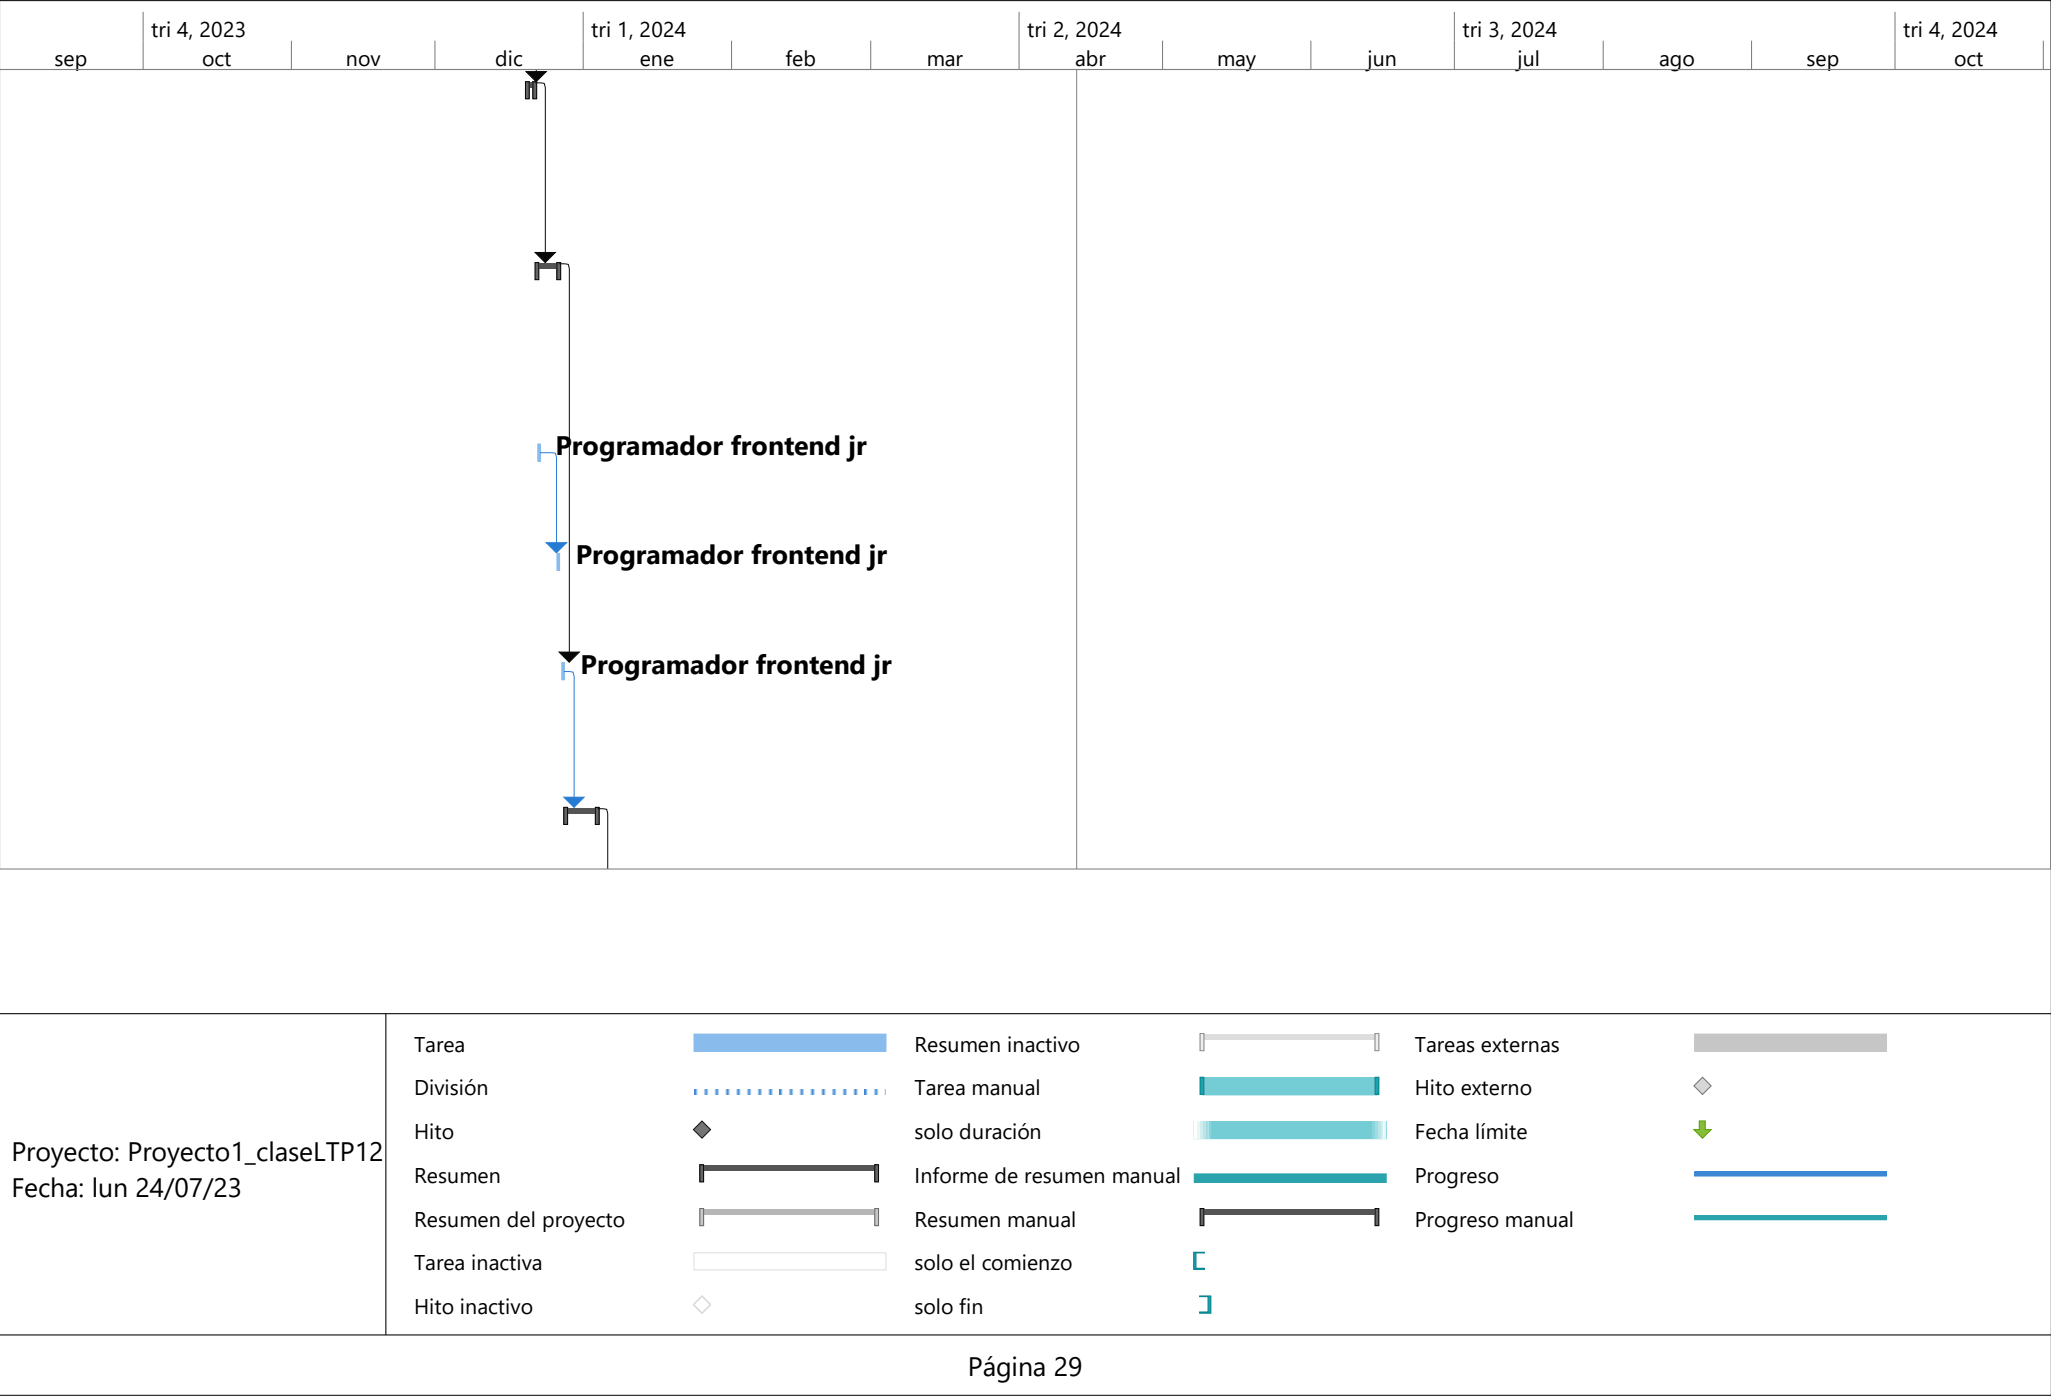 tri 4, 2023 tri 1, 2024 tri 2, 2024 tri 3, 2024 tri 4, 2024
sep oct nov dic ene feb mar abr may jun jul ago sep oct
Programador frontend jr
Programador frontend jr
Programador frontend jr
Proyecto: Proyecto1_claseLTP12
Fecha: lun 24/07/23
Tarea
División
Hito
Resumen
Resumen del proyecto
Tarea inactiva
Hito inactivo
Resumen inactivo
Tarea manual
solo duración
Informe de resumen manual
Resumen manual
solo el comienzo
solo fin
Tareas externas
Hito externo
Fecha límite
Progreso
Progreso manual
Página 29